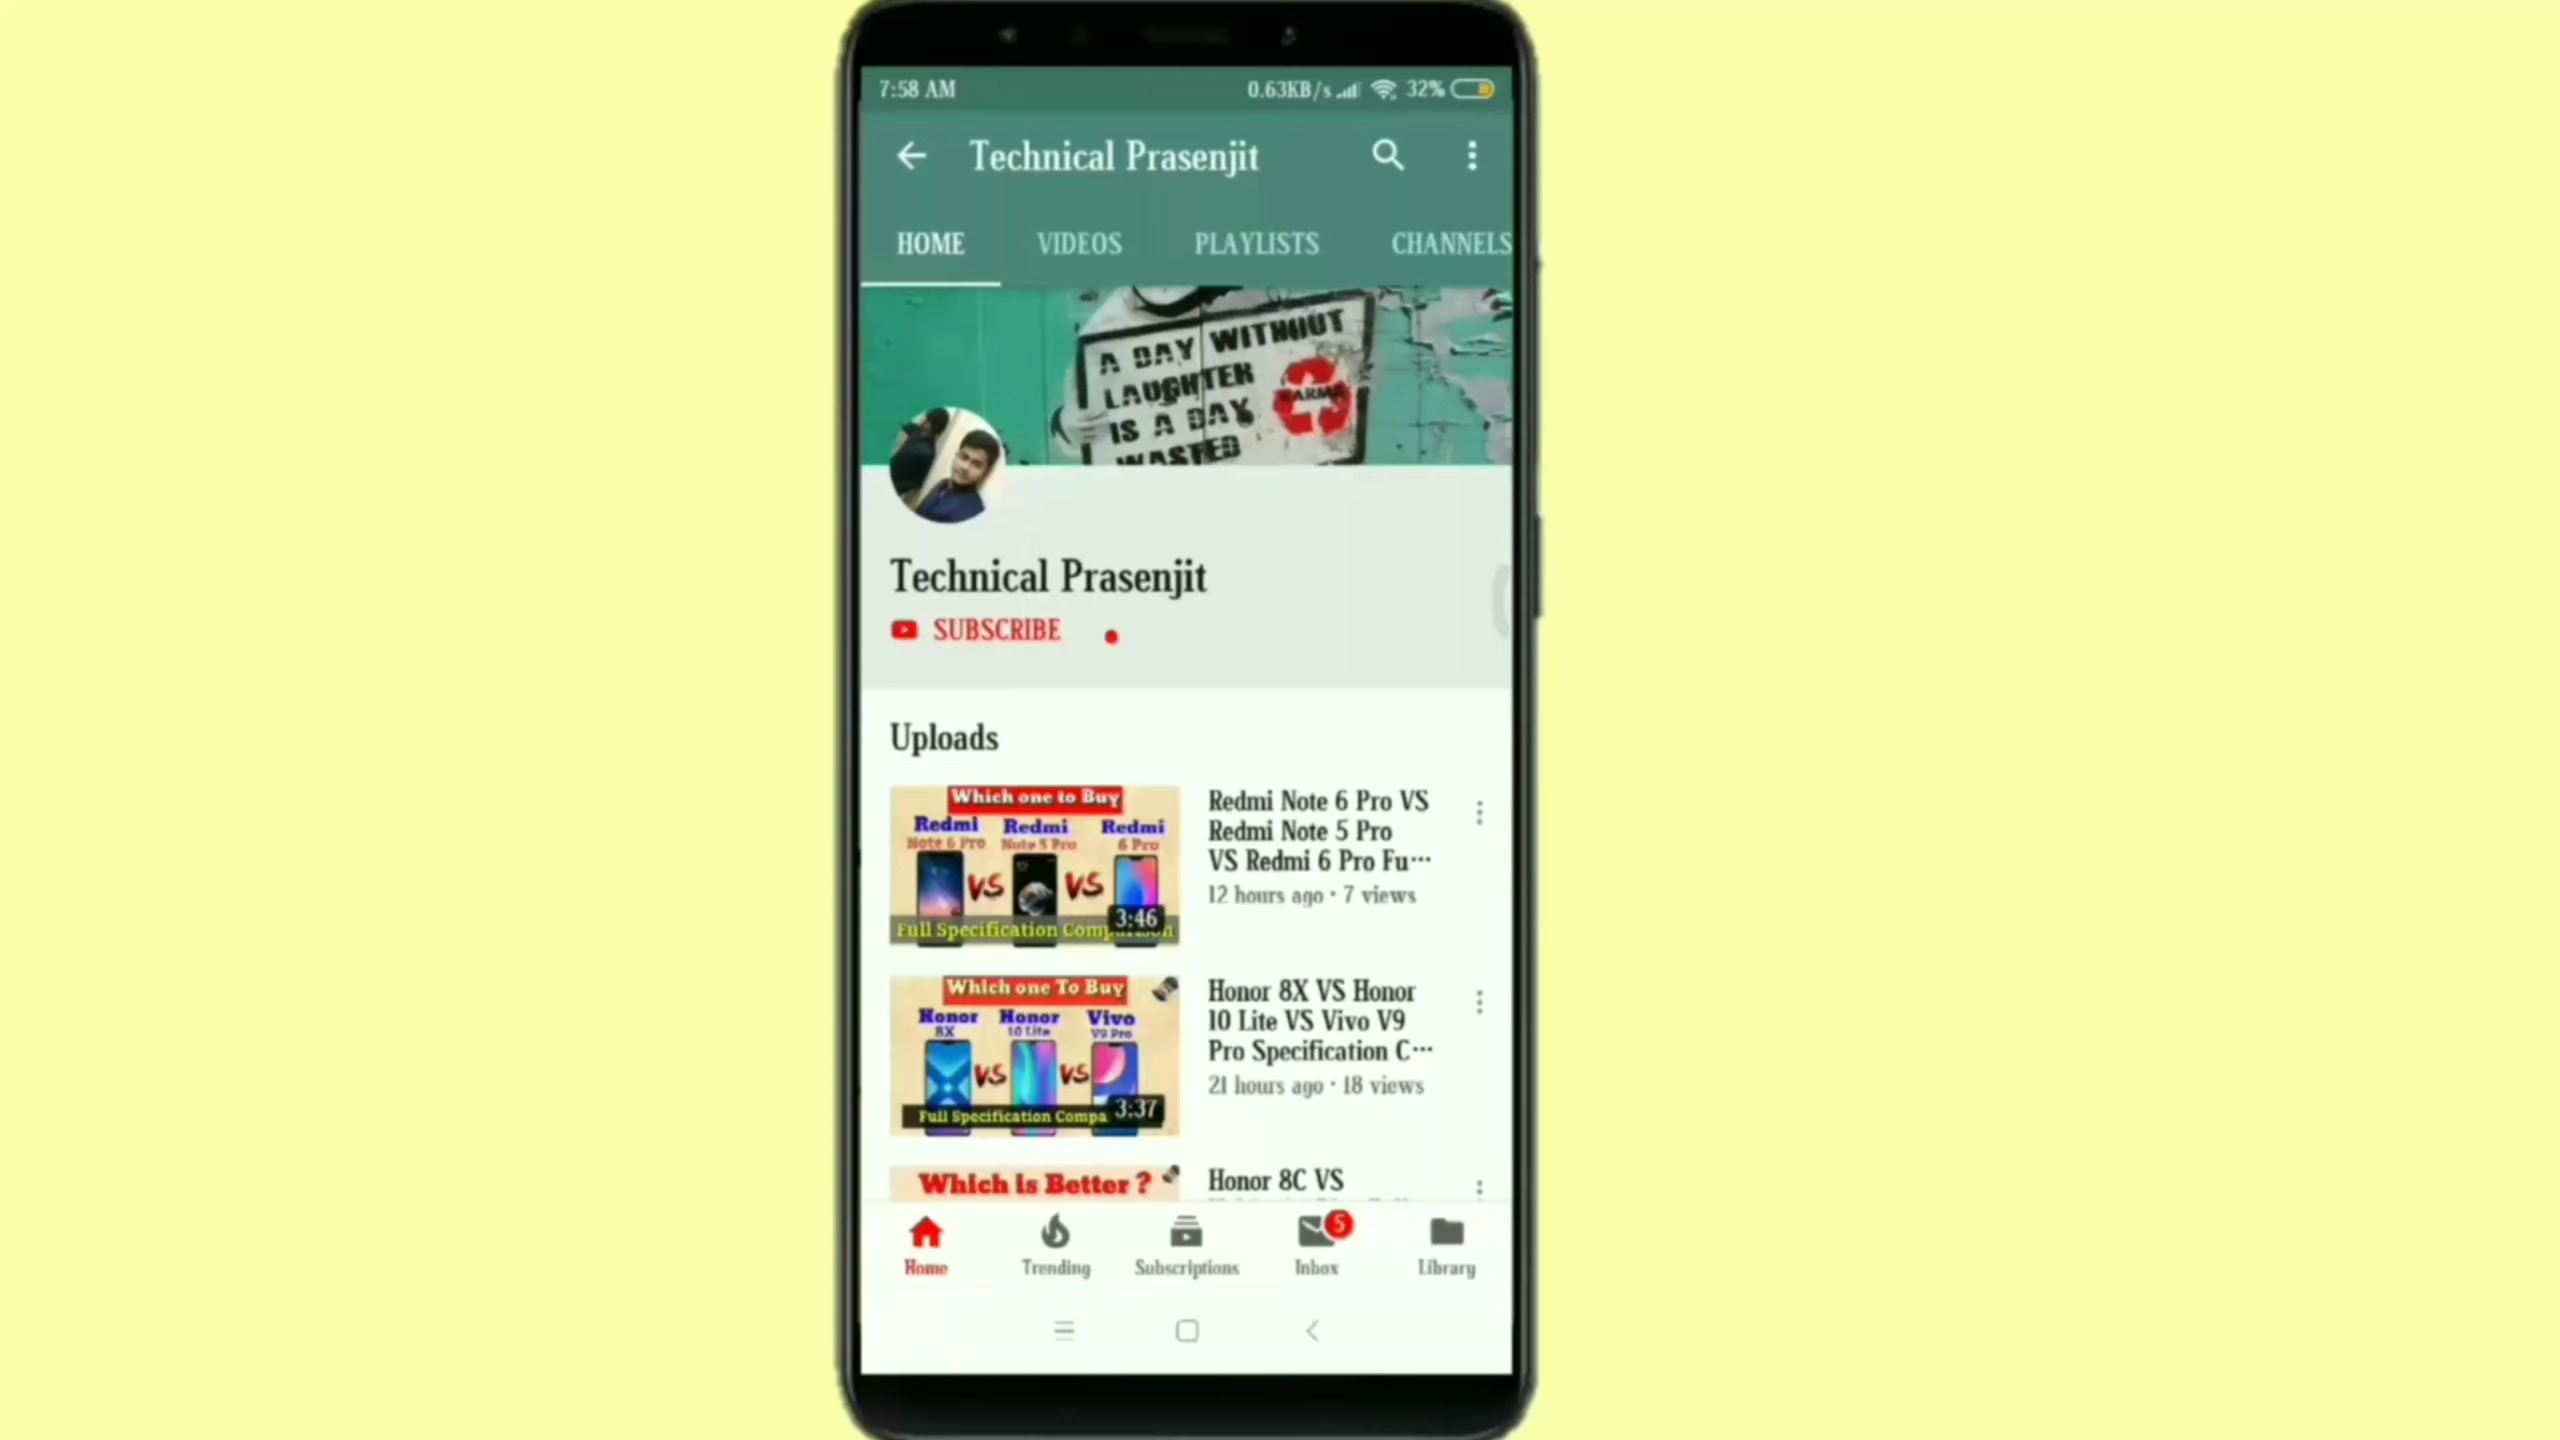 7:58 AM 0.63KB/s 32%
Technical Prasenjit
HOME VIDEOS PLAYLISTS CHANNELS
A DAY WITHOUT
LAUGHTER
IS A DAY
WASTED
KARMA
Technical Prasenjit
SUBSCRIBE
Uploads
Which one to Buy
Redmi Redmi Redmi
Note 6 Pro Note 5 Pro 6 Pro
VS VS
3:46
Full Specification Comparison
Redmi Note 6 Pro VS
Redmi Note 5 Pro
VS Redmi 6 Pro Fu···
12 hours ago · 7 views
Which one To Buy
Honor Honor Vivo
8X 10 Lite V9 Pro
VS VS
Full Specification Compa 3:37
Honor 8X VS Honor
10 Lite VS Vivo V9
Pro Specification C···
21 hours ago · 18 views
Which is Better ?
Honor 8C VS
5
Home Trending Subscriptions Inbox Library